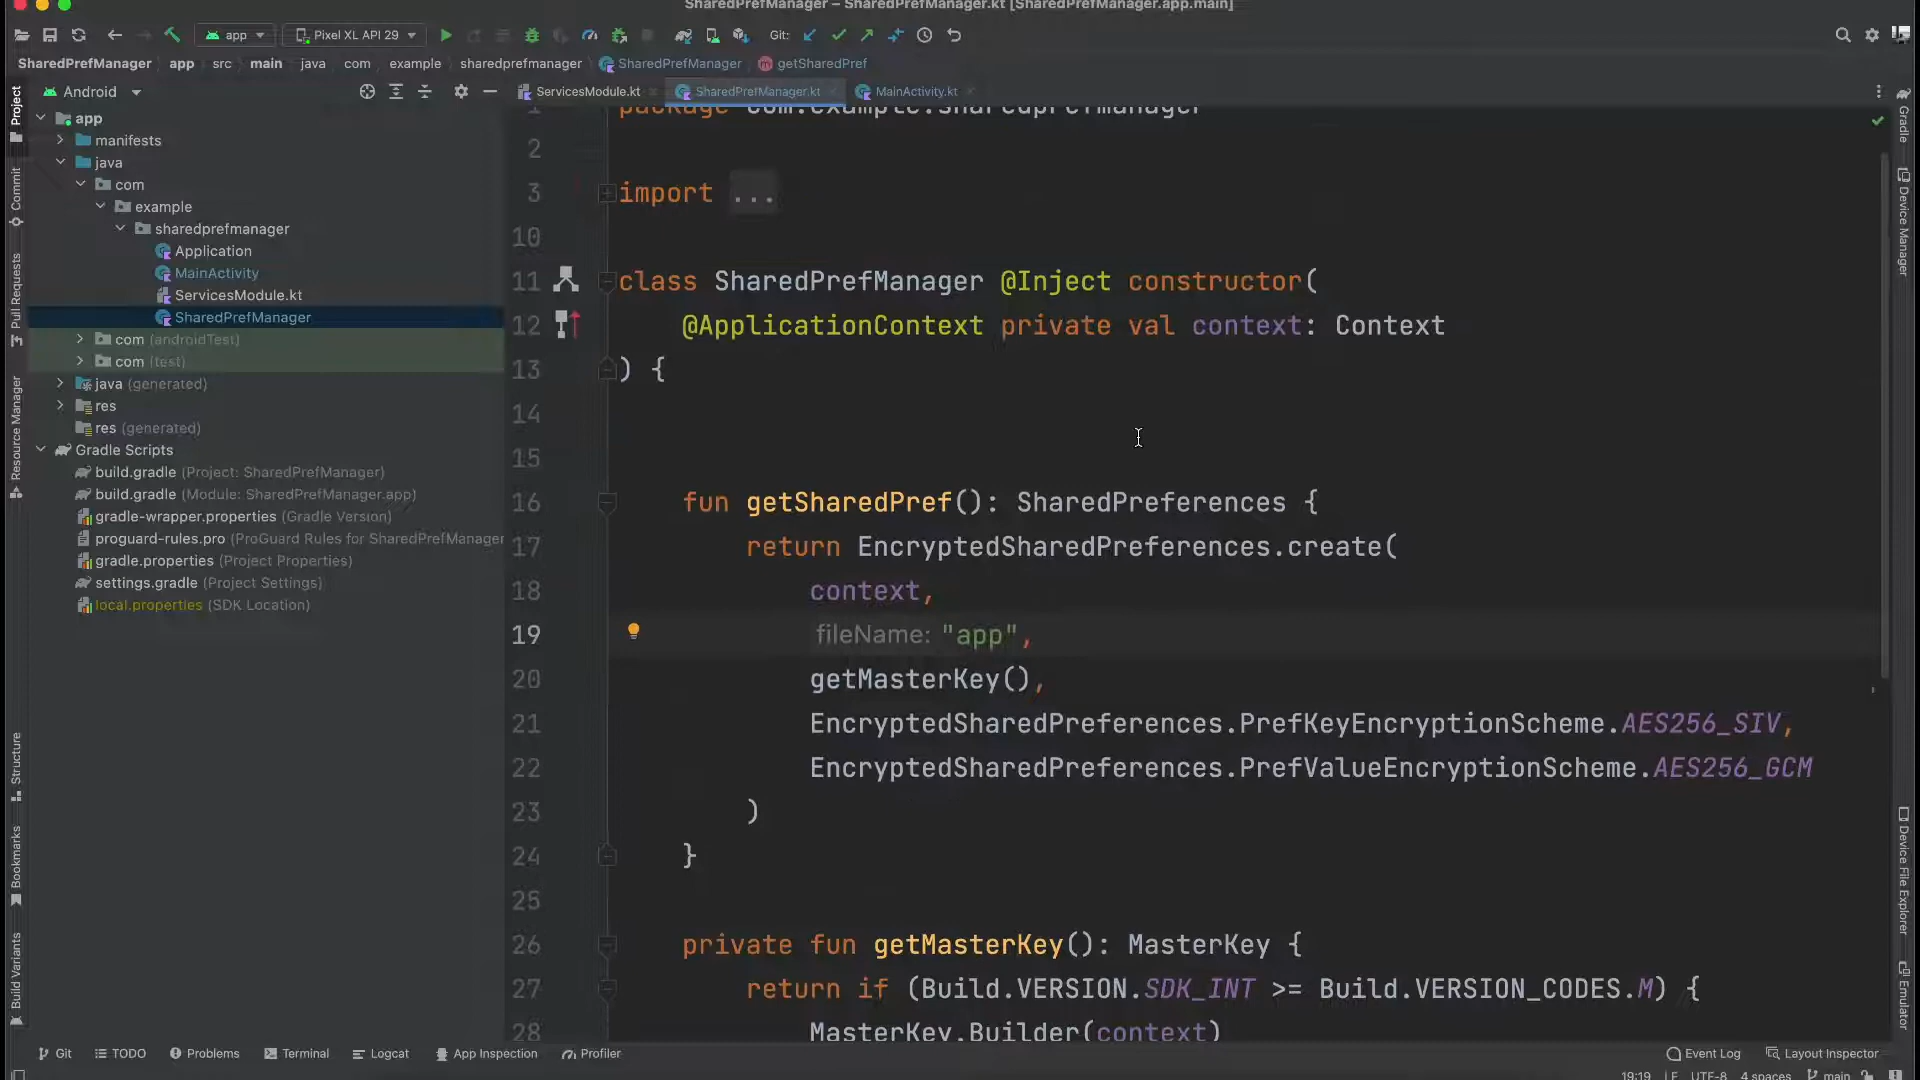 SharedPrefManager – SharedPrefManager.kt [SharedPrefManager.app.main]
app
Pixel XL API 29
Git:
SharedPrefManager app src main java com example sharedprefmanager SharedPrefManager getSharedPref
Android
ServicesModule.kt
SharedPrefManager.kt
MainActivity.kt
Project
Commit
Pull Requests
Resource Manager
Structure
Bookmarks
Build Variants
app
manifests
java
com
example
sharedprefmanager
Application
MainActivity
ServicesModule.kt
SharedPrefManager
com (androidTest)
com (test)
java (generated)
res
res (generated)
Gradle Scripts
build.gradle (Project: SharedPrefManager)
build.gradle (Module: SharedPrefManager.app)
gradle-wrapper.properties (Gradle Version)
proguard-rules.pro (ProGuard Rules for SharedPrefManager
gradle.properties (Project Properties)
settings.gradle (Project Settings)
local.properties (SDK Location)
1 package com.example.sharedprefmanager
2
3 import ...
10
11 class SharedPrefManager @Inject constructor(
12 @ApplicationContext private val context: Context
13 ) {
14
15
16 fun getSharedPref(): SharedPreferences {
17 return EncryptedSharedPreferences.create(
18 context,
19 fileName: "app",
20 getMasterKey(),
21 EncryptedSharedPreferences.PrefKeyEncryptionScheme.AES256_SIV,
22 EncryptedSharedPreferences.PrefValueEncryptionScheme.AES256_GCM
23 )
24 }
25
26 private fun getMasterKey(): MasterKey {
27 return if (Build.VERSION.SDK_INT >= Build.VERSION_CODES.M) {
28 MasterKey.Builder(context)
Gradle
Device Manager
Device File Explorer
Emulator
Git
TODO
Problems
Terminal
Logcat
App Inspection
Profiler
Event Log
Layout Inspector
19:19 LF UTF-8 4 spaces main